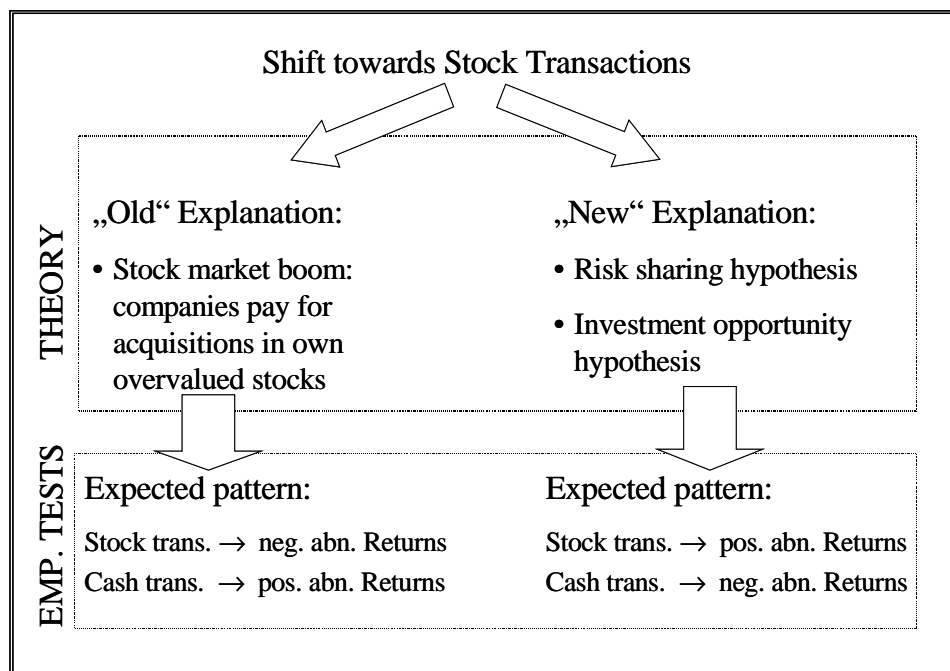 Shift towards Stock Transactions
THEORY
„Old“ Explanation:
• Stock market boom:
companies pay for
acquisitions in own
overvalued stocks
„New“ Explanation:
• Risk sharing hypothesis
• Investment opportunity
hypothesis
EMP. TESTS
Expected pattern:
Stock trans. → neg. abn. Returns
Cash trans. → pos. abn. Returns
Expected pattern:
Stock trans. → pos. abn. Returns
Cash trans. → neg. abn. Returns